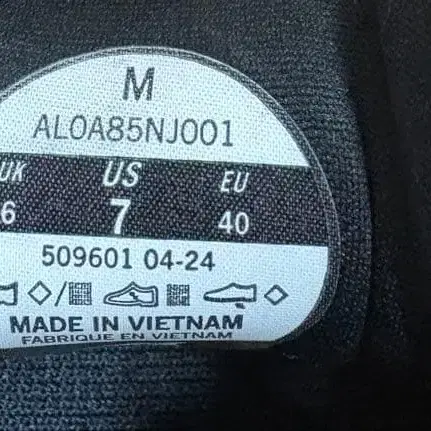 M
AL0A85NJ001
UK US EU
6 7 40
509601 04-24
MADE IN VIETNAM
FABRIQUE EN VIETNAM